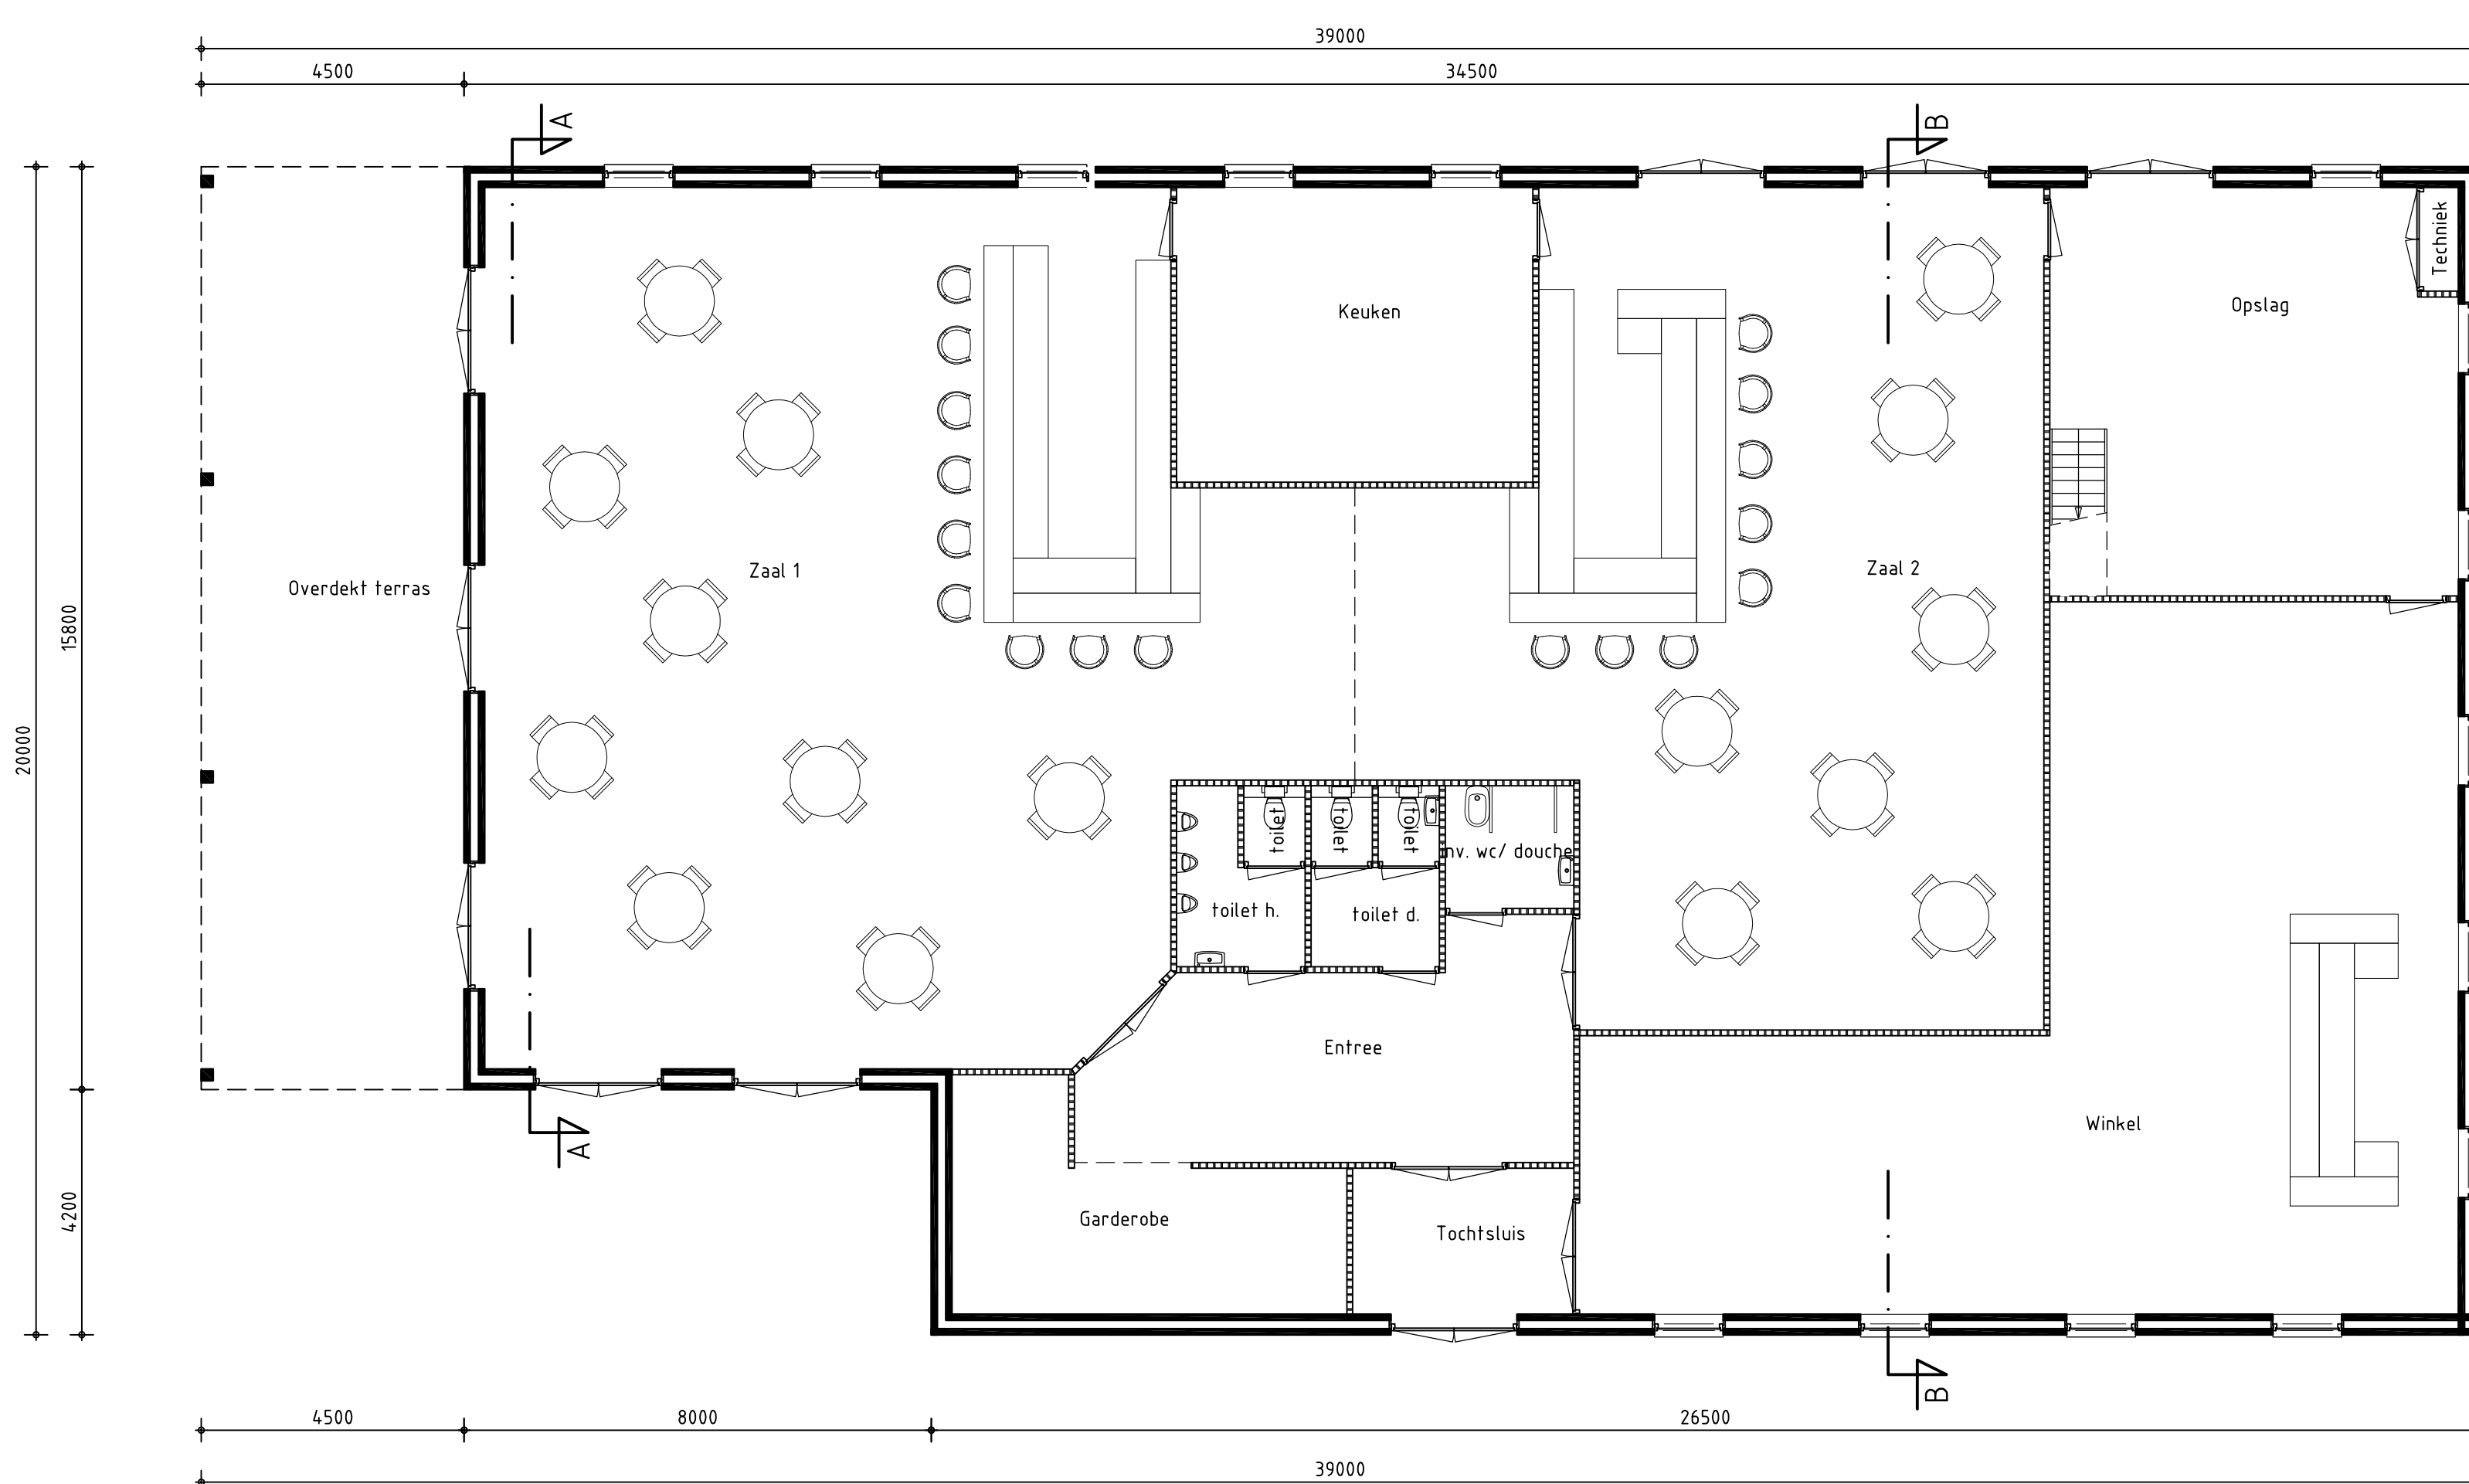 39000
4500
34500
A
B
Techniek
Keuken
Opslag
Zaal 1
Zaal 2
Overdekt terras
15800
20000
toilet
toilet
toilet
inv. wc/ douche
toilet h.
toilet d.
Entree
Winkel
A
4200
Garderobe
Tochtsluis
B
4500
8000
26500
39000